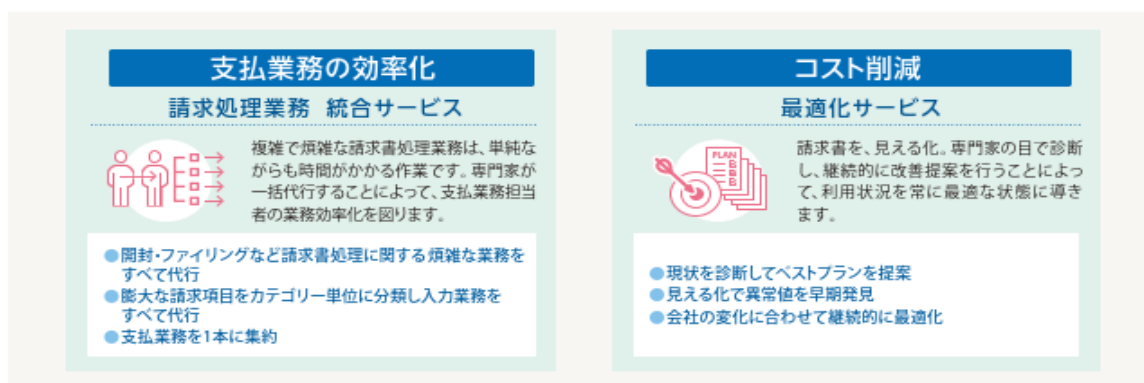 支払業務の効率化
請求処理業務 統合サービス
複雑で煩雑な請求書処理業務は、単純な
がらも時間がかかる作業です。専門家が
一括代行することによって、支払業務担当
者の業務効率化を図ります。
●開封・ファイリングなど請求書処理に関する煩雑な業務を
すべて代行
●膨大な請求項目をカテゴリー単位に分類し入力業務を
すべて代行
●支払業務を1本に集約
コスト削減
最適化サービス
PLAN
B
B
B
請求書を、見える化。専門家の目で診断
し、継続的に改善提案を行うことによっ
て、利用状況を常に最適な状態に導き
ます。
●現状を診断してベストプランを提案
●見える化で異常値を早期発見
●会社の変化に合わせて継続的に最適化